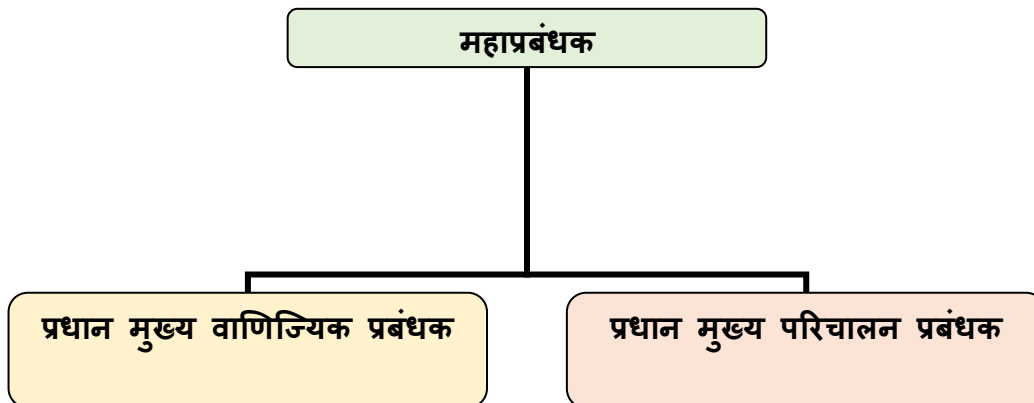 महाप्रबंधक
प्रधान मुख्य वाणिज्यिक प्रबंधक
प्रधान मुख्य परिचालन प्रबंधक